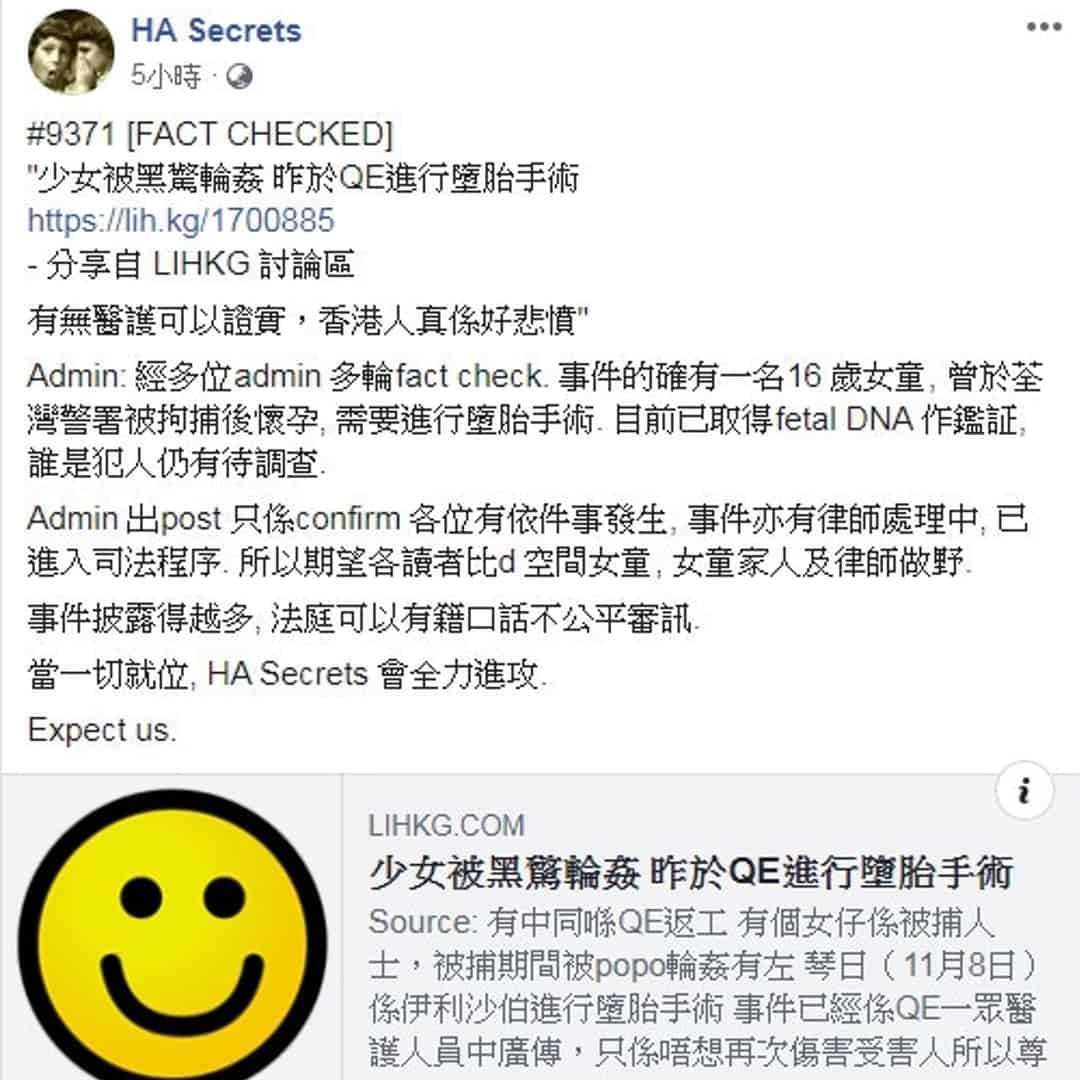 HA Secrets
5小時 ·
#9371 [FACT CHECKED]
"少女被黑驚輪姦 昨於QE進行墮胎手術
https://lih.kg/1700885
- 分享自 LIHKG 討論區
有無醫護可以證實，香港人真係好悲憤"
Admin: 經多位admin 多輪fact check. 事件的確有一名16 歲女童, 曾於荃
灣警署被拘捕後懷孕, 需要進行墮胎手術. 目前已取得fetal DNA 作鑑証,
誰是犯人仍有待調查.
Admin 出post 只係confirm 各位有依件事發生, 事件亦有律師處理中, 已
進入司法程序. 所以期望各讀者比d 空間女童, 女童家人及律師做野.
事件披露得越多, 法庭可以有籍口話不公平審訊.
當一切就位, HA Secrets 會全力進攻.
Expect us.
LIHKG.COM
少女被黑驚輪姦 昨於QE進行墮胎手術
Source: 有中同喺QE返工 有個女仔係被捕人
士，被捕期間被popo輪姦有左 琴日（11月8日）
係伊利沙伯進行墮胎手術 事件已經係QE一眾醫
護人員中廣傳，只係唔想再次傷害受害人所以尊